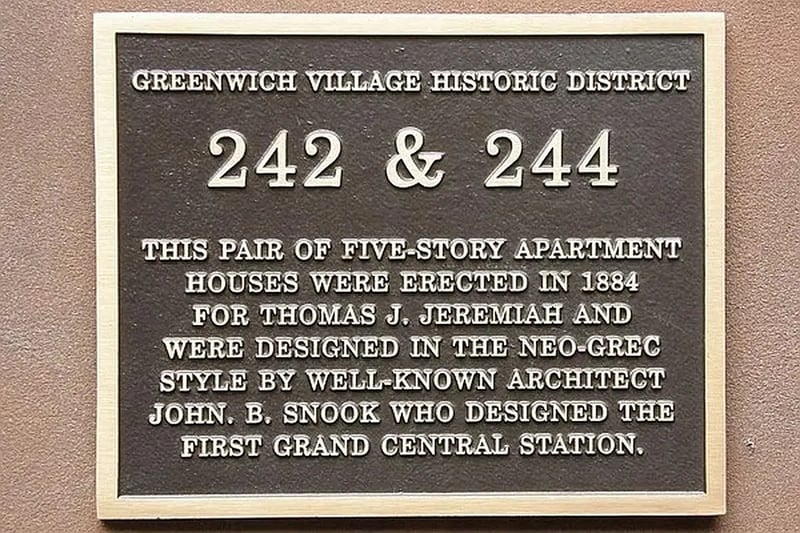 GREENWICH VILLAGE HISTORIC DISTRICT
242 & 244
THIS PAIR OF FIVE-STORY APARTMENT
HOUSES WERE ERECTED IN 1884
FOR THOMAS J. JEREMIAH AND
WERE DESIGNED IN THE NEO-GREC
STYLE BY WELL-KNOWN ARCHITECT
JOHN. B. SNOOK WHO DESIGNED THE
FIRST GRAND CENTRAL STATION.